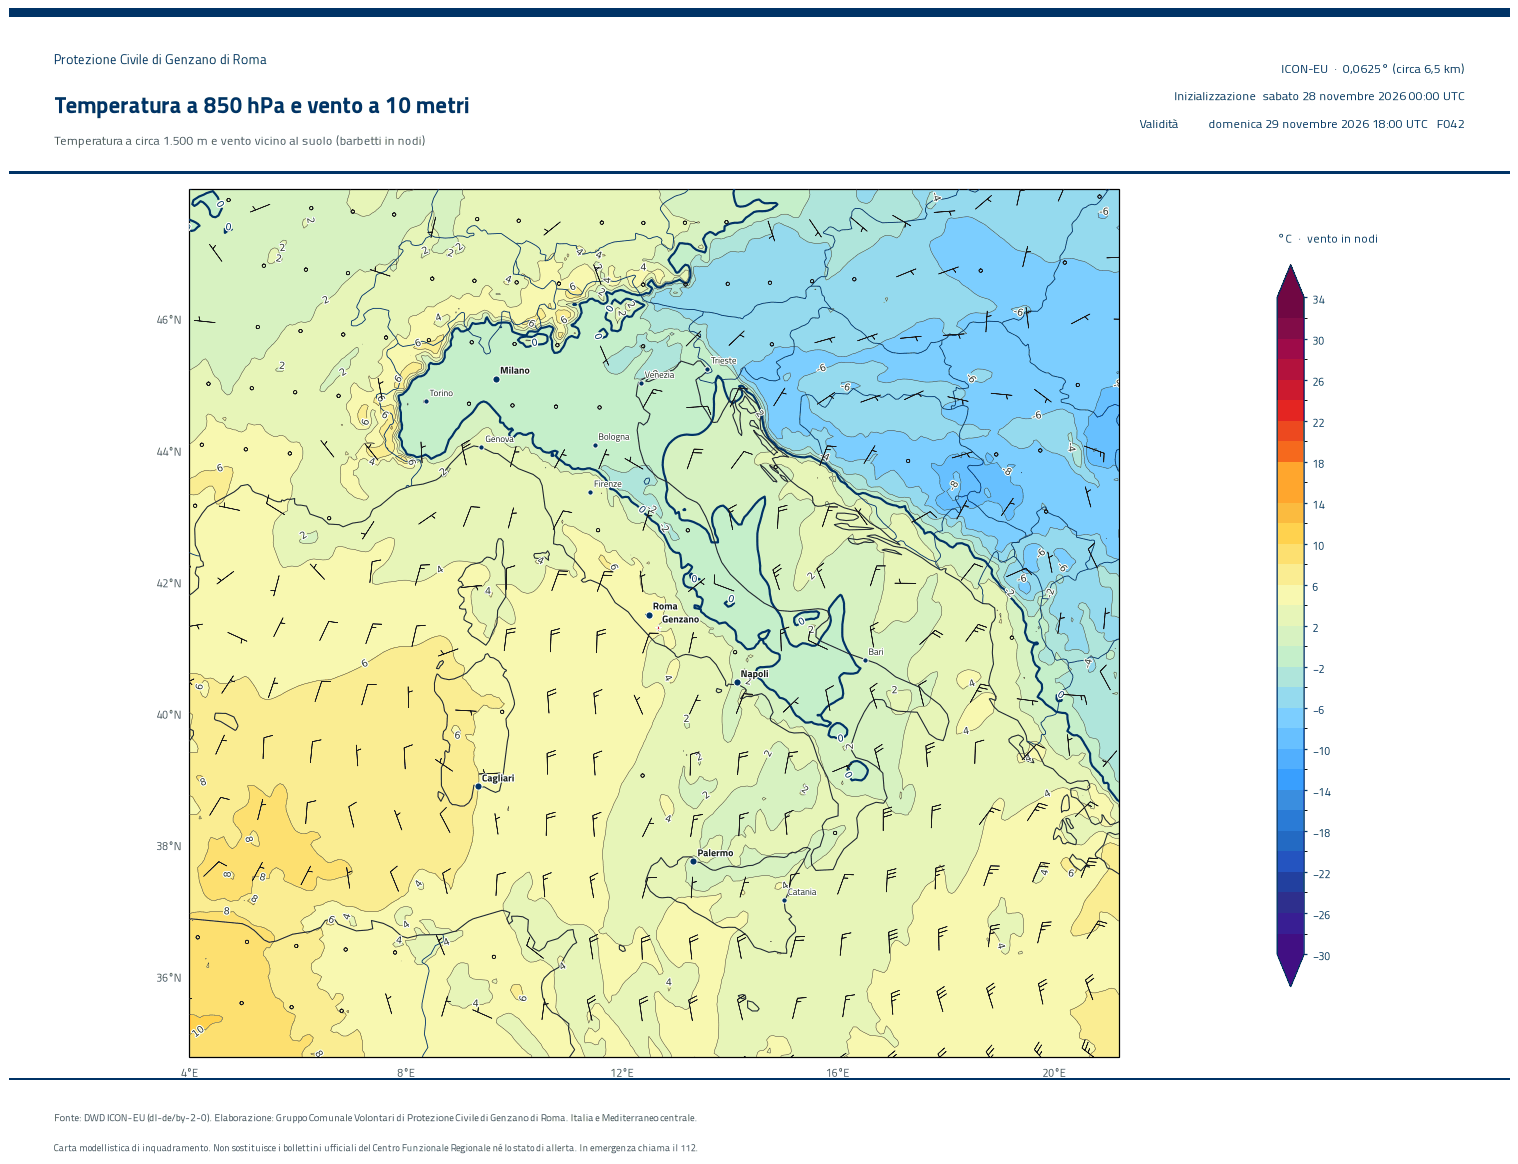 Protezione Civile di Genzano di Roma
Temperatura a 850 hPa e vento a 10 metri
Temperatura a circa 1.500 m e vento vicino al suolo (barbetti in nodi)
ICON-EU · 0,0625° (circa 6,5 km)
Inizializzazione sabato 28 novembre 2026 00:00 UTC
Validità domenica 29 novembre 2026 18:00 UTC F042
°C · vento in nodi
34
30
26
22
18
14
10
6
2
−2
−6
−10
−14
−18
−22
−26
−30
46°N
44°N
42°N
40°N
38°N
36°N
4°E
8°E
12°E
16°E
20°E
Milano
Torino
Venezia
Trieste
Genova
Bologna
Firenze
Roma
Genzano
Napoli
Bari
Cagliari
Palermo
Catania
Fonte: DWD ICON-EU (dl-de/by-2-0). Elaborazione: Gruppo Comunale Volontari di Protezione Civile di Genzano di Roma. Italia e Mediterraneo centrale.
Carta modellistica di inquadramento. Non sostituisce i bollettini ufficiali del Centro Funzionale Regionale né lo stato di allerta. In emergenza chiama il 112.